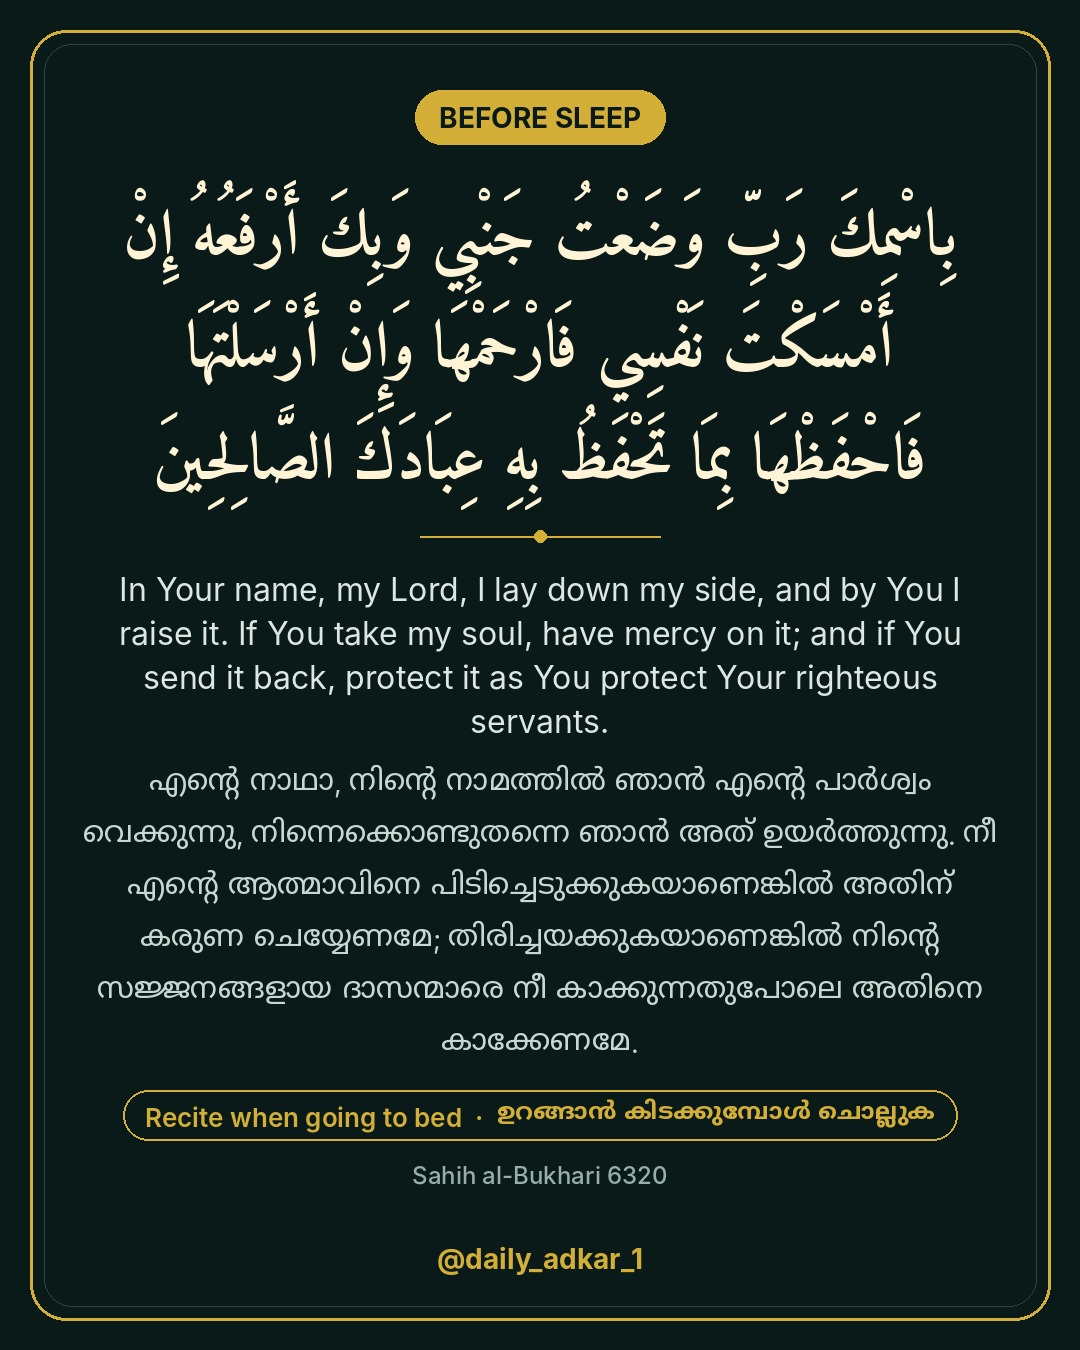 BEFORE SLEEP
بِاسْمِكَ رَبِّ وَضَعْتُ جَنْبِي وَبِكَ أَرْفَعُهُ إِنْ
أَمْسَكْتَ نَفْسِي فَارْحَمْهَا وَإِنْ أَرْسَلْتَهَا
فَاحْفَظْهَا بِمَا تَحْفَظُ بِهِ عِبَادَكَ الصَّالِحِينَ
In Your name, my Lord, I lay down my side, and by You I
raise it. If You take my soul, have mercy on it; and if You
send it back, protect it as You protect Your righteous
servants.
എന്റെ നാഥാ, നിന്റെ നാമത്തിൽ ഞാൻ എന്റെ പാർശ്വം
വെക്കുന്നു, നിന്നെക്കൊണ്ടുതന്നെ ഞാൻ അത് ഉയർത്തുന്നു. നീ
എന്റെ ആത്മാവിനെ പിടിച്ചെടുക്കുകയാണെങ്കിൽ അതിന്
കരുണ ചെയ്യേണമേ; തിരിച്ചയക്കുകയാണെങ്കിൽ നിന്റെ
സജ്ജനങ്ങളായ ദാസന്മാരെ നീ കാക്കുന്നതുപോലെ അതിനെ
കാക്കേണമേ.
Recite when going to bed · ഉറങ്ങാൻ കിടക്കുമ്പോൾ ചൊല്ലുക
Sahih al-Bukhari 6320
@daily_adkar_1